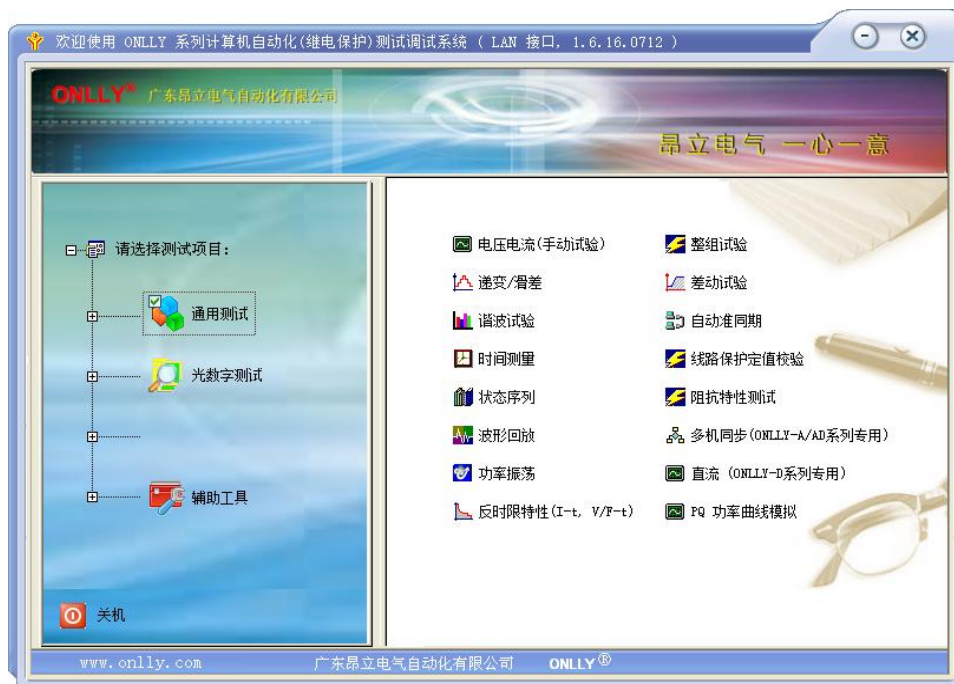 欢迎使用 ONLLY 系列计算机自动化(继电保护)测试调试系统 ( LAN 接口, 1.6.16.0712 )
ONLLY® 广东昂立电气自动化有限公司
昂立电气 一心一意
请选择测试项目:
通用测试
光数字测试
辅助工具
关机
电压电流(手动试验)
整组试验
递变/滑差
差动试验
谐波试验
自动准同期
时间测量
线路保护定值校验
状态序列
阻抗特性测试
波形回放
多机同步(ONLLY-A/AD系列专用)
功率振荡
直流 (ONLLY-D系列专用)
反时限特性(I-t, V/F-t)
PQ 功率曲线模拟
www.onlly.com 广东昂立电气自动化有限公司 ONLLY®